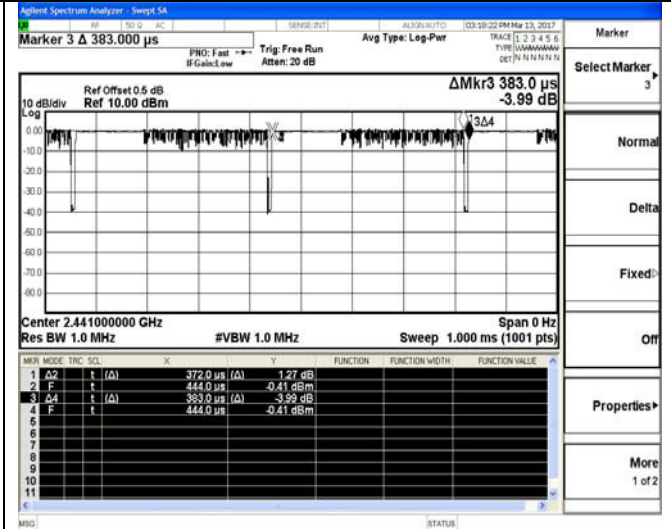 Agilent Spectrum Analyzer - Swept SA
RF 50 Ω AC SENSE:INT ALIGN AUTO 03:18:22 PM Mar 13, 2017
Marker 3 Δ 383.000 µs
PNO: Fast
IFGain:Low
Trig: Free Run
Atten: 20 dB
Avg Type: Log-Pwr
TRACE 1 2 3 4 5 6
TYPE
DET N N N N N N
Ref Offset 0.5 dB
10 dB/div Ref 10.00 dBm
Log
ΔMkr3 383.0 µs
-3.99 dB
3Δ4
0.00
-10.0
-20.0
-30.0
-40.0
-50.0
-60.0
-70.0
-80.0
Center 2.441000000 GHz Span 0 Hz
Res BW 1.0 MHz #VBW 1.0 MHz Sweep 1.000 ms (1001 pts)
MKR MODE TRC SCL X Y FUNCTION FUNCTION WIDTH FUNCTION VALUE
1 Δ2 t (Δ) 372.0 µs (Δ) 1.27 dB
2 F t 444.0 µs -0.41 dBm
3 Δ4 t (Δ) 383.0 µs (Δ) -3.99 dB
4 F t 444.0 µs -0.41 dBm
5
6
7
8
9
10
11
MSG STATUS
Marker
Select Marker
3
Normal
Delta
Fixed
Off
Properties
More
1 of 2